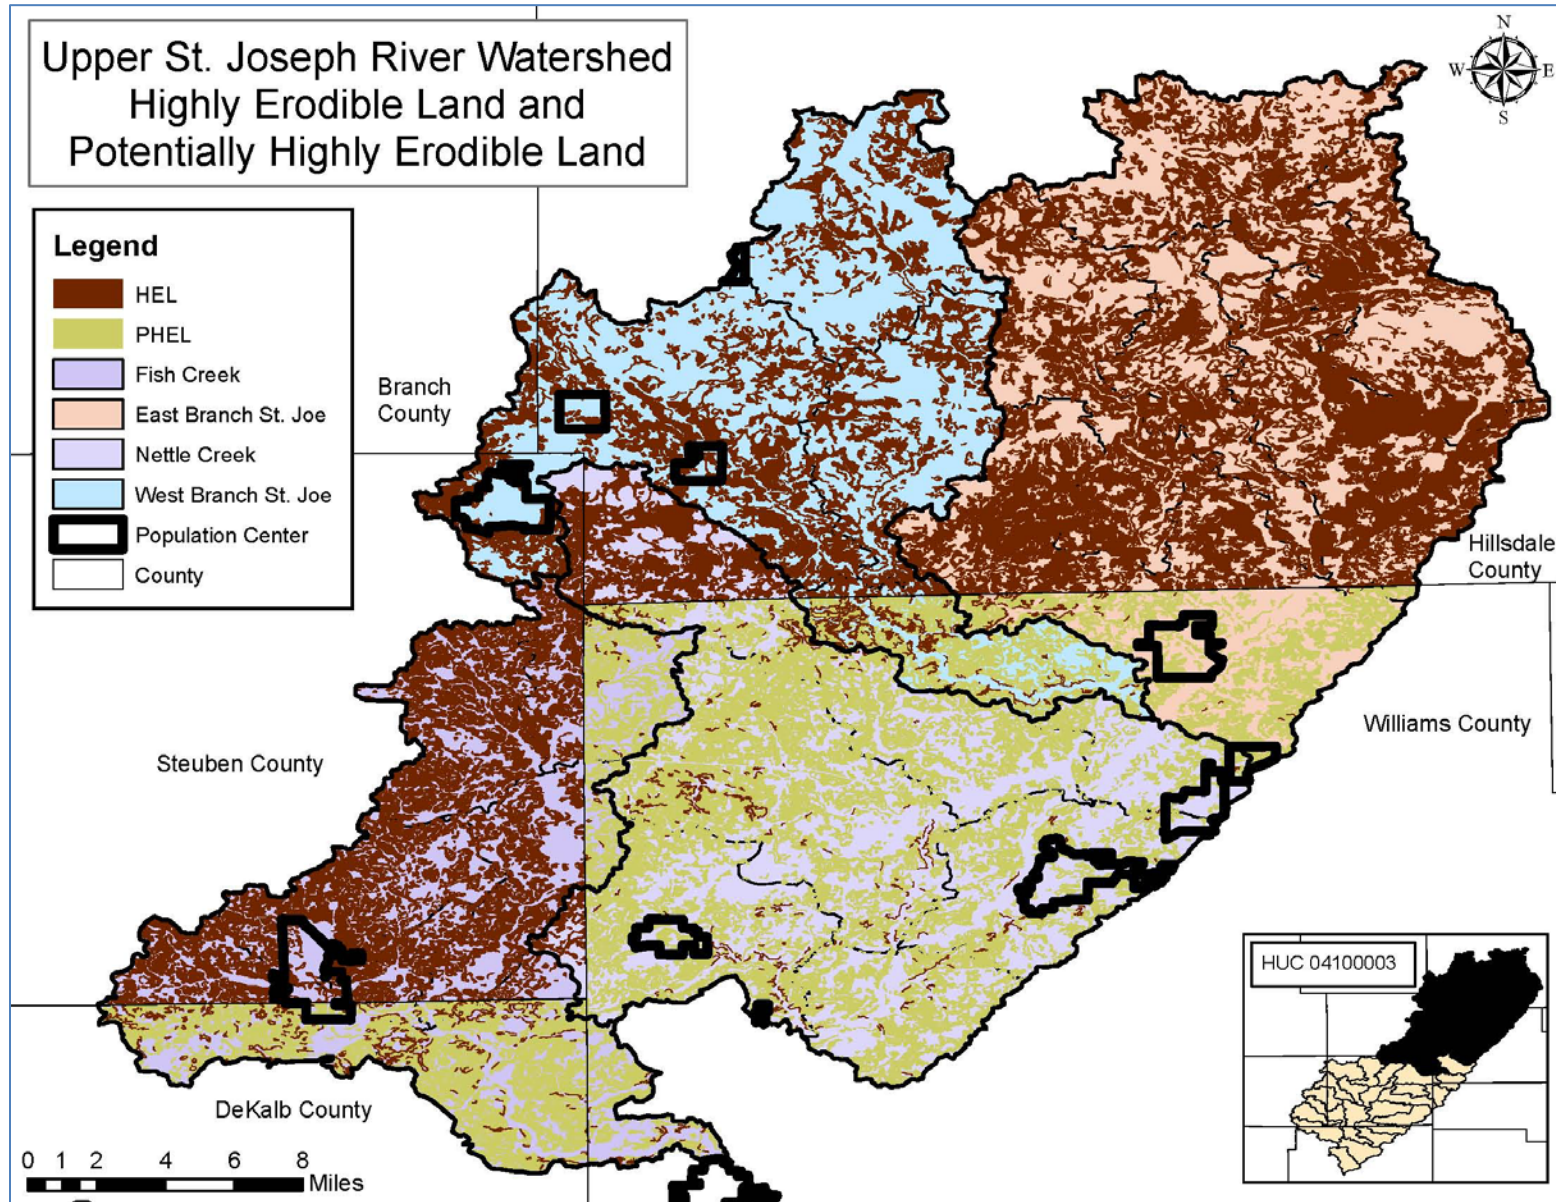 Upper St. Joseph River Watershed
Highly Erodible Land and
Potentially Highly Erodible Land
N
W E
S
Legend
HEL
PHEL
Fish Creek
East Branch St. Joe
Nettle Creek
West Branch St. Joe
Population Center
County
Branch
County
Hillsdale
County
Williams County
Steuben County
DeKalb County
HUC 04100003
0 1 2 4 6 8
Miles